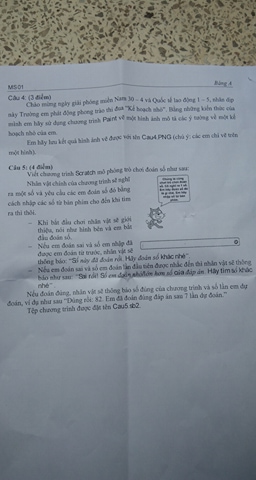 MS01
Bảng A
Câu 4: (3 điểm)
Chào mừng ngày giải phóng miền Nam 30 – 4 và Quốc tế lao động 1 – 5, nhân dịp
này Trường em phát động phong trào thi đua "Kế hoạch nhỏ". Bằng những kiến thức của
mình em hãy sử dụng chương trình Paint vẽ một hình ảnh mô tả các ý tưởng về một kế
hoạch nhỏ của em.
Em hãy lưu kết quả hình vẽ được với tên Cau4.PNG (chú ý: các em chỉ vẽ trên
một hình).
Câu 5: (4 điểm)
Viết chương trình Scratch mô phỏng trò chơi đoán số như sau:
Nhân vật chính của chương trình sẽ nghĩ
ra một số và yêu cầu các em đoán số đó bằng
cách nhập các số từ bàn phím cho đến khi tìm
ra thì thôi.
– Khi bắt đầu chơi nhân vật sẽ giới
thiệu, nói như hình bên và em bắt
đầu đoán số.
– Nếu em đoán sai và số em nhập đã
được em đoán từ trước, nhân vật sẽ
thông báo: "Số này đã đoán rồi. Hãy đoán số khác nhé".
– Nếu em đoán sai và số em đoán lần đầu tiên được nhắc đến thì nhân vật sẽ thông
báo như sau: "Sai rồi! Số em đoán nhỏ/lớn hơn số của đáp án. Hãy tìm số khác
nhé"
Nếu đoán đúng, nhân vật sẽ thông báo số đúng của chương trình và số lần em dự
đoán, ví dụ như sau "Đúng rồi: 82. Em đã đoán đúng đáp án sau 7 lần dự đoán."
Tệp chương trình được đặt tên Cau5.sb2.